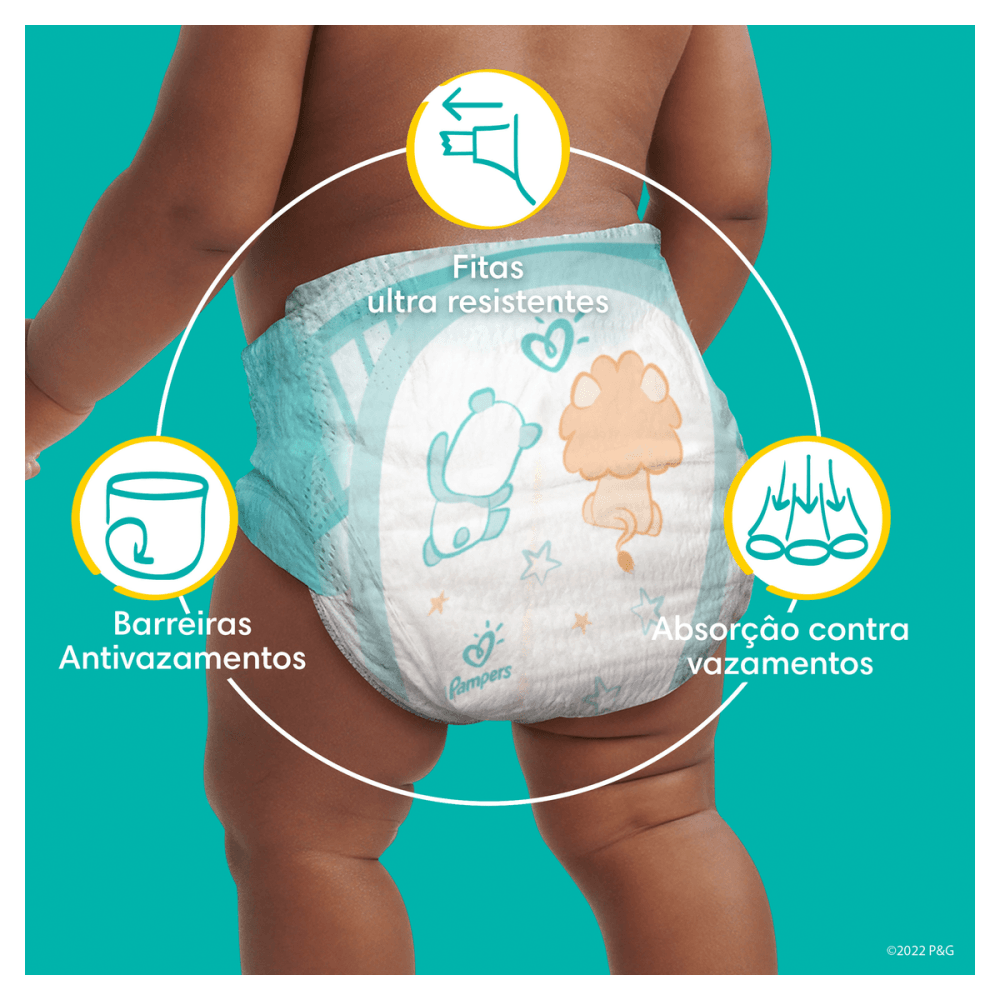 Fitas
ultra resistentes
Barreiras
Antivazamentos
Absorção contra
vazamentos
Pampers
©2022 P&G